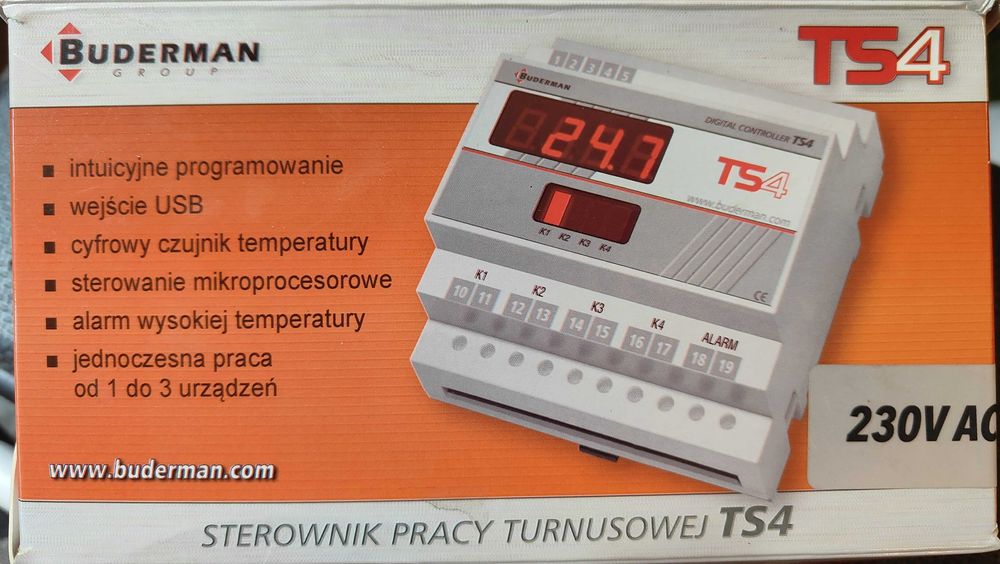 BUDERMAN
GROUP
TS4
intuicyjne programowanie
wejście USB
cyfrowy czujnik temperatury
sterowanie mikroprocesorowe
alarm wysokiej temperatury
jednoczesna praca
od 1 do 3 urządzeń
www.buderman.com
1 2 3 4 5
BUDERMAN
DIGITAL CONTROLLER TS4
24.7
TS4
www.buderman.com
K1 K2 K3 K4
CE
K1 K2 K3 K4 ALARM
10 11 12 13 14 15 16 17 18 19
230V AC
STEROWNIK PRACY TURNUSOWEJ TS4